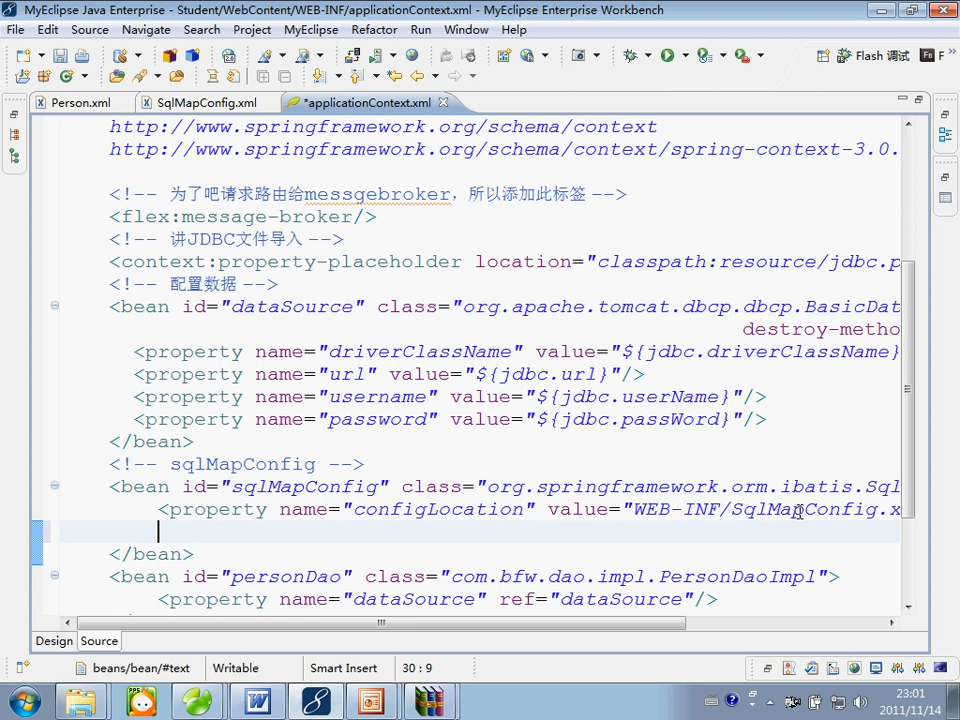 MyEclipse Java Enterprise - Student/WebContent/WEB-INF/applicationContext.xml - MyEclipse Enterprise Workbench
File Edit Source Navigate Search Project MyEclipse Refactor Run Window Help
Flash 调试 F
Person.xml SqlMapConfig.xml *applicationContext.xml
http://www.springframework.org/schema/context
http://www.springframework.org/schema/context/spring-context-3.0.
<!-- 为了吧请求路由给messgebroker，所以添加此标签 -->
<flex:message-broker/>
<!-- 讲JDBC文件导入 -->
<context:property-placeholder location="classpath:resource/jdbc.p
<!-- 配置数据 -->
<bean id="dataSource" class="org.apache.tomcat.dbcp.dbcp.BasicDat
destroy-metho
<property name="driverClassName" value="${jdbc.driverClassName}
<property name="url" value="${jdbc.url}"/>
<property name="username" value="${jdbc.userName}"/>
<property name="password" value="${jdbc.passWord}"/>
</bean>
<!-- sqlMapConfig -->
<bean id="sqlMapConfig" class="org.springframework.orm.ibatis.Sql
<property name="configLocation" value="WEB-INF/SqlMapConfig.x
</bean>
<bean id="personDao" class="com.bfw.dao.impl.PersonDaoImpl">
<property name="dataSource" ref="dataSource"/>
Design Source
beans/bean/#text Writable Smart Insert 30 : 9
23:01
2011/11/14